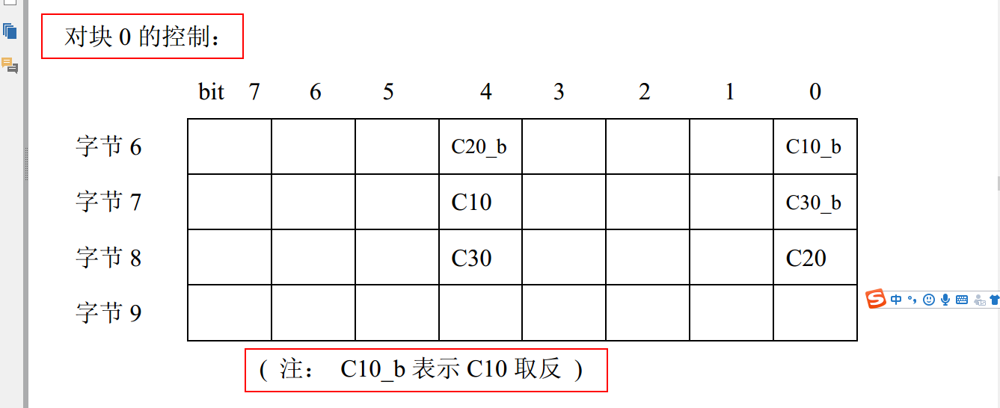 对块 0 的控制：
bit 7 6 5 4 3 2 1 0
字节 6 C20_b C10_b
字节 7 C10 C30_b
字节 8 C30 C20
字节 9
S 中
( 注： C10_b 表示 C10 取反 )